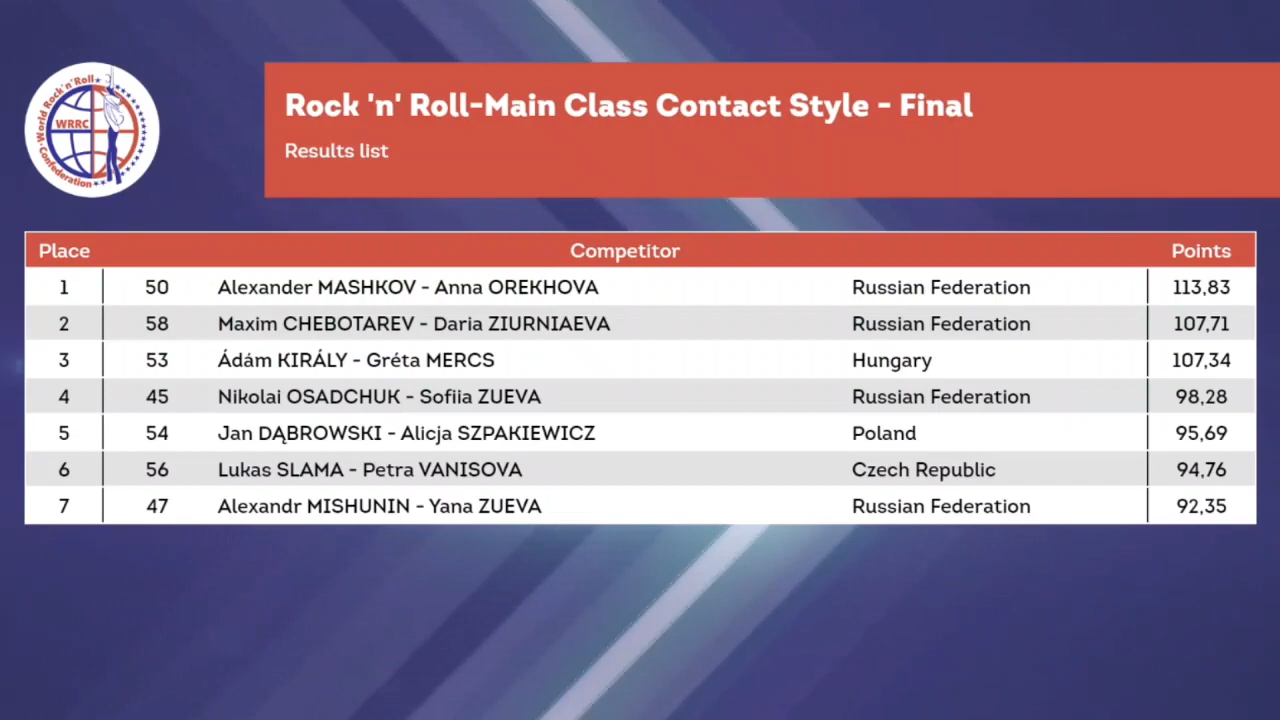 World Rock'n'Roll
WRRC
Confederation
Rock 'n' Roll-Main Class Contact Style - Final
Results list
Place Competitor Points
1 50 Alexander MASHKOV - Anna OREKHOVA Russian Federation 113,83
2 58 Maxim CHEBOTAREV - Daria ZIURNIAEVA Russian Federation 107,71
3 53 Ádám KIRÁLY - Gréta MERCS Hungary 107,34
4 45 Nikolai OSADCHUK - Sofiia ZUEVA Russian Federation 98,28
5 54 Jan DĄBROWSKI - Alicja SZPAKIEWICZ Poland 95,69
6 56 Lukas SLAMA - Petra VANISOVA Czech Republic 94,76
7 47 Alexandr MISHUNIN - Yana ZUEVA Russian Federation 92,35